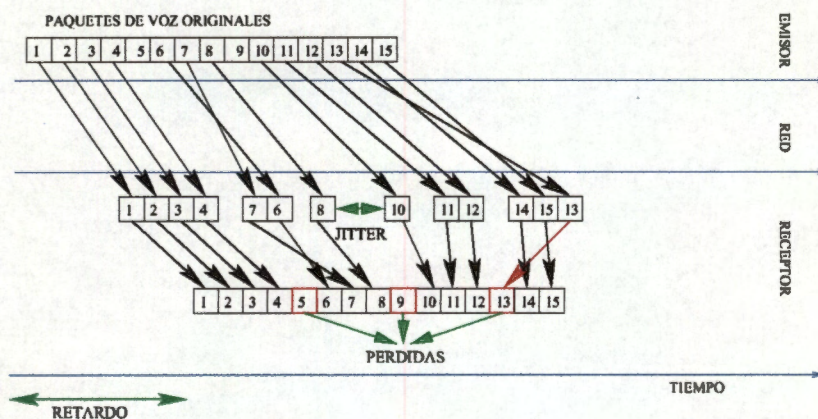 PAQUETES DE VOZ ORIGINALES
1 2 3 4 5 6 7 8 9 10 11 12 13 14 15
EMISOR
RED
1 2 3 4 7 6 8 10 11 12 14 15 13
JITTER
RECEPTOR
1 2 3 4 5 6 7 8 9 10 11 12 13 14 15
PERDIDAS
TIEMPO
RETARDO